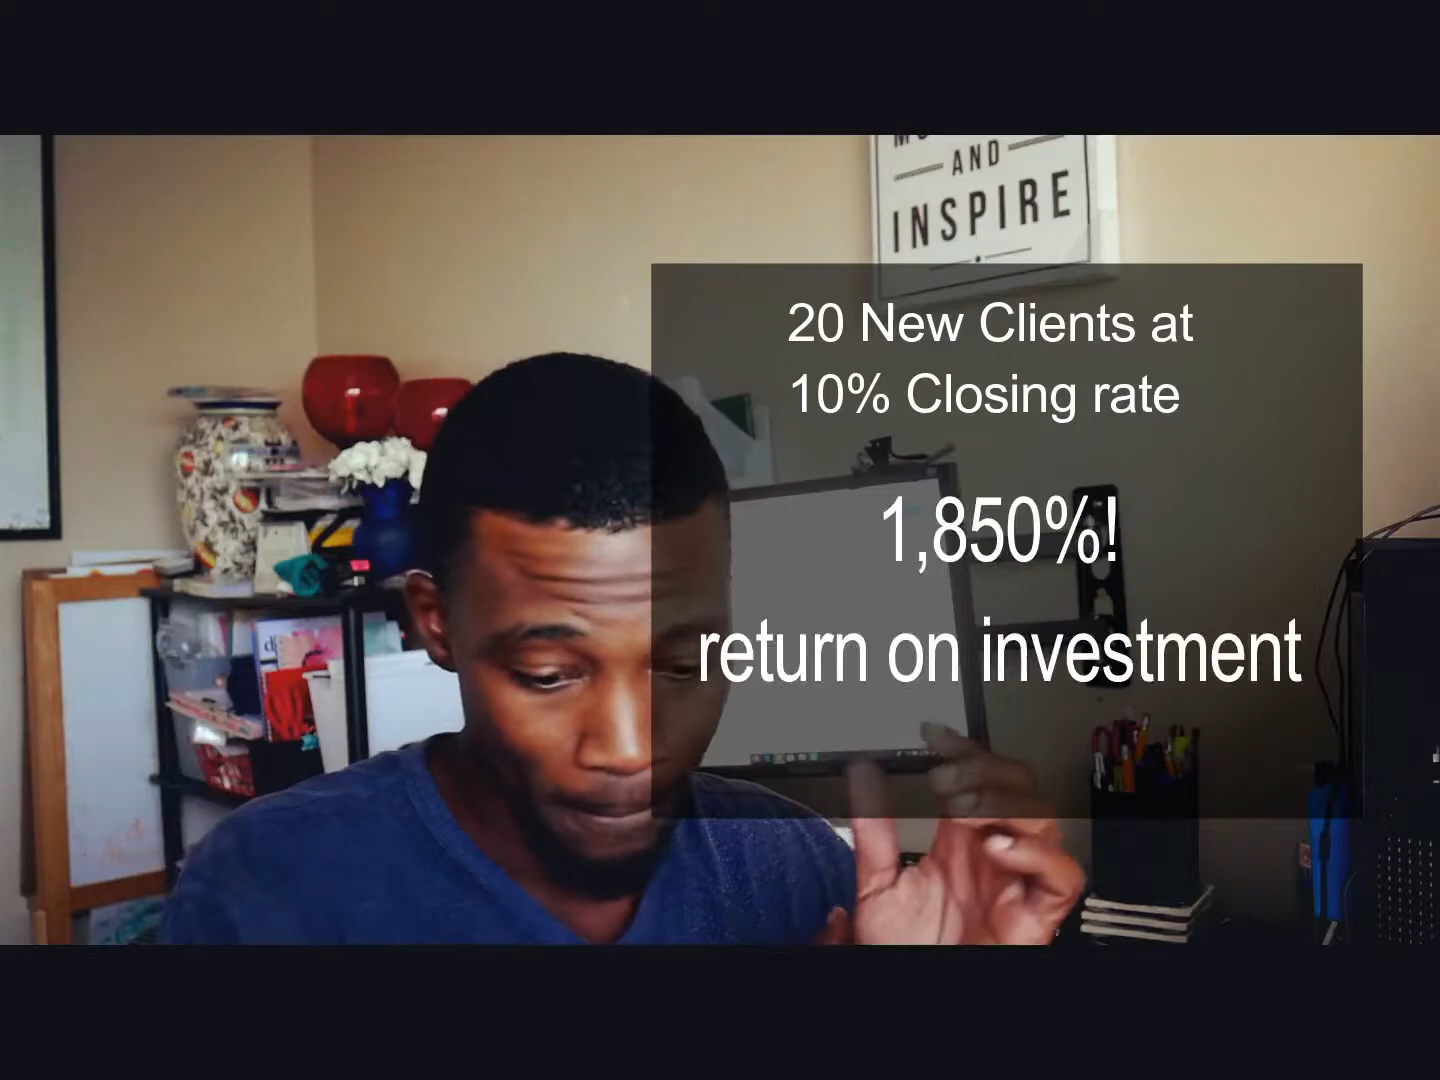 AND
INSPIRE
20 New Clients at
10% Closing rate
1,850%!
return on investment